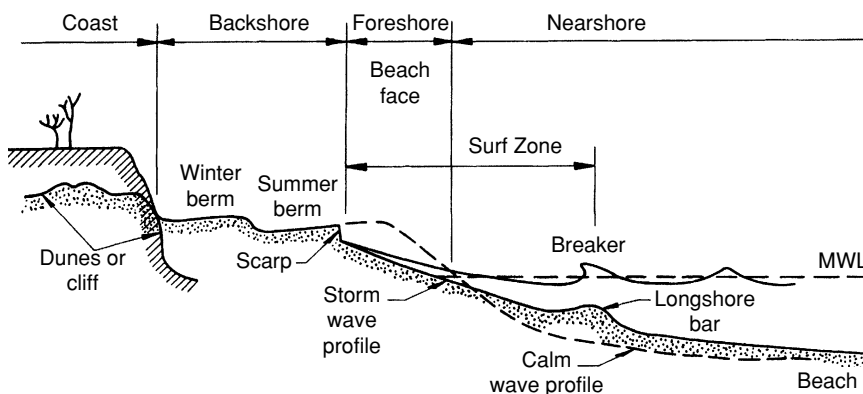 Coast
Backshore
Foreshore
Nearshore
Beach
face
Surf Zone
Winter
berm
Summer
berm
Breaker
MWL
Dunes or
cliff
Scarp
Storm
wave
profile
Longshore
bar
Calm
wave profile
Beach